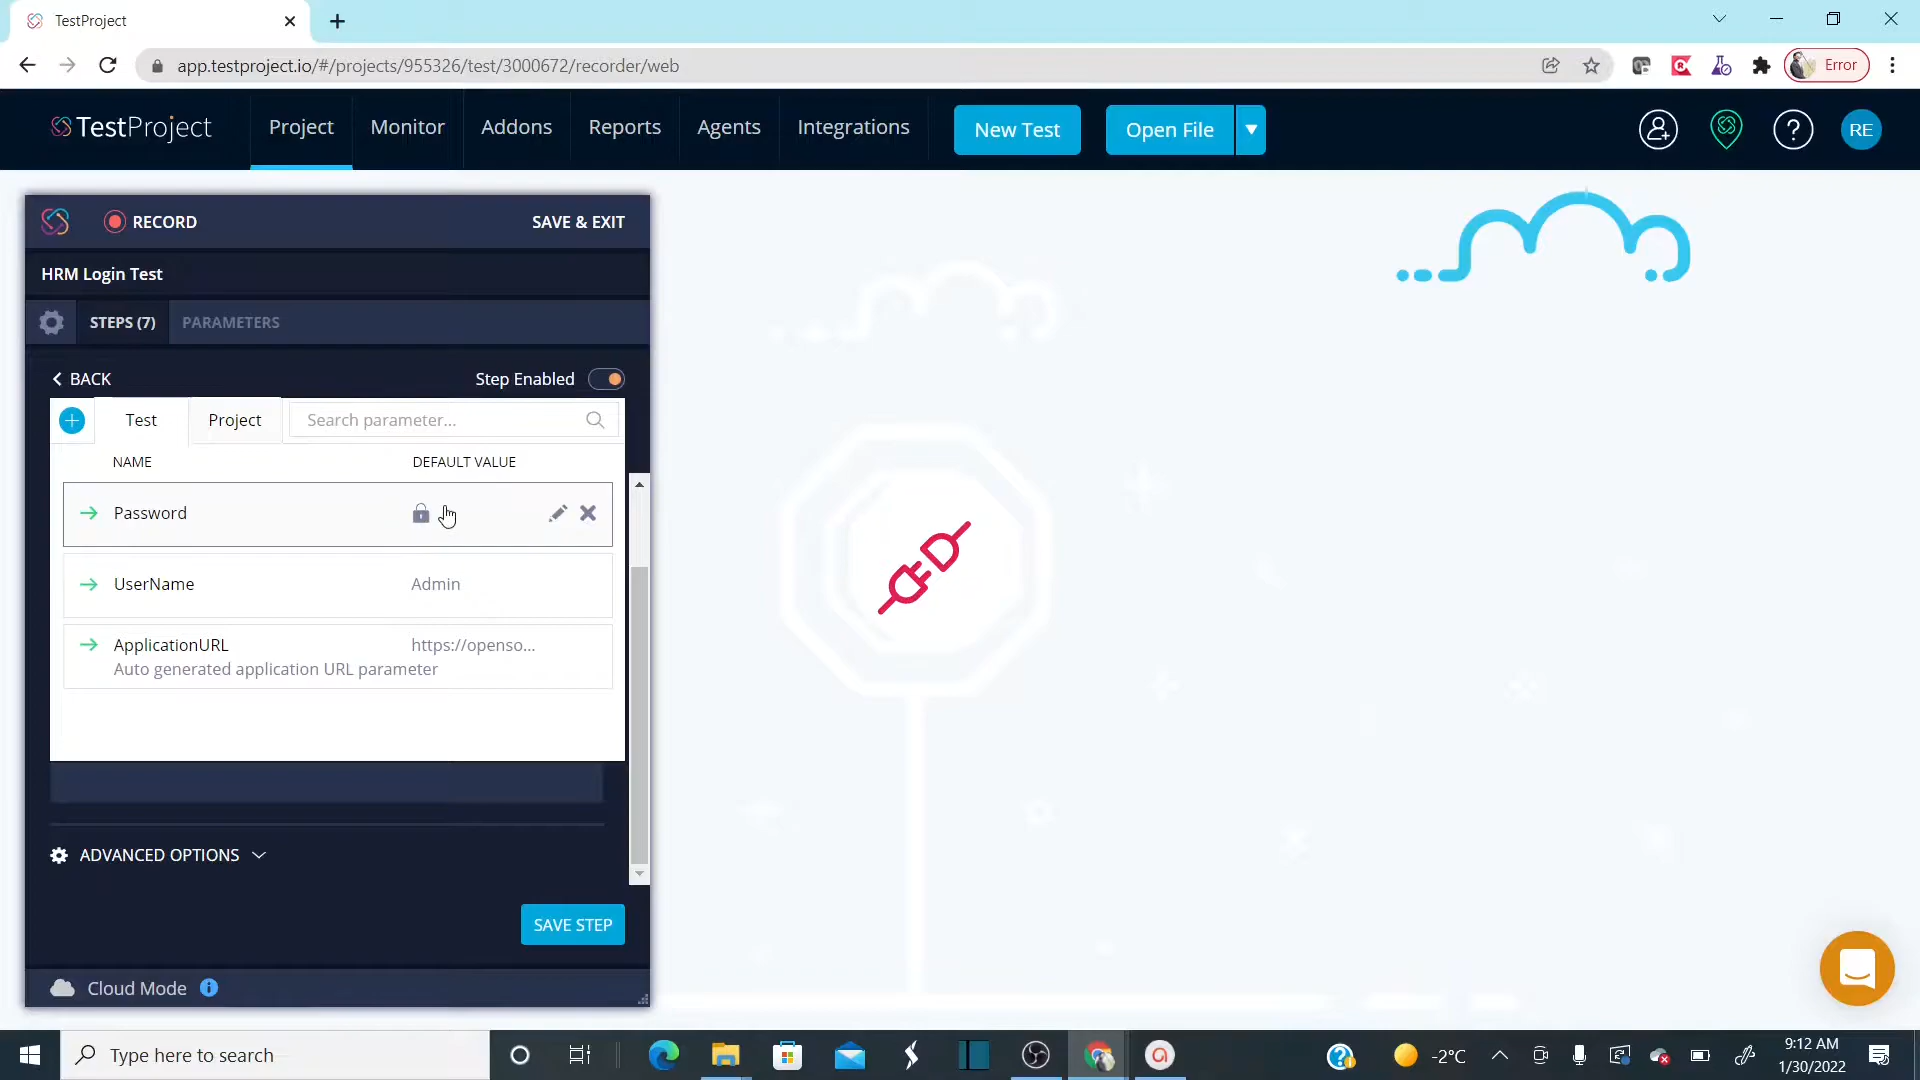 TestProject
app.testproject.io/#/projects/955326/test/3000672/recorder/web
Error
TestProject
Project
Monitor
Addons
Reports
Agents
Integrations
New Test
Open File
RE
RECORD
SAVE & EXIT
HRM Login Test
STEPS (7)
PARAMETERS
BACK
Step Enabled
Test
Project
Search parameter...
NAME
DEFAULT VALUE
Password
UserName
Admin
ApplicationURL
https://openso...
Auto generated application URL parameter
ADVANCED OPTIONS
SAVE STEP
Cloud Mode
Type here to search
-2°C
9:12 AM
1/30/2022